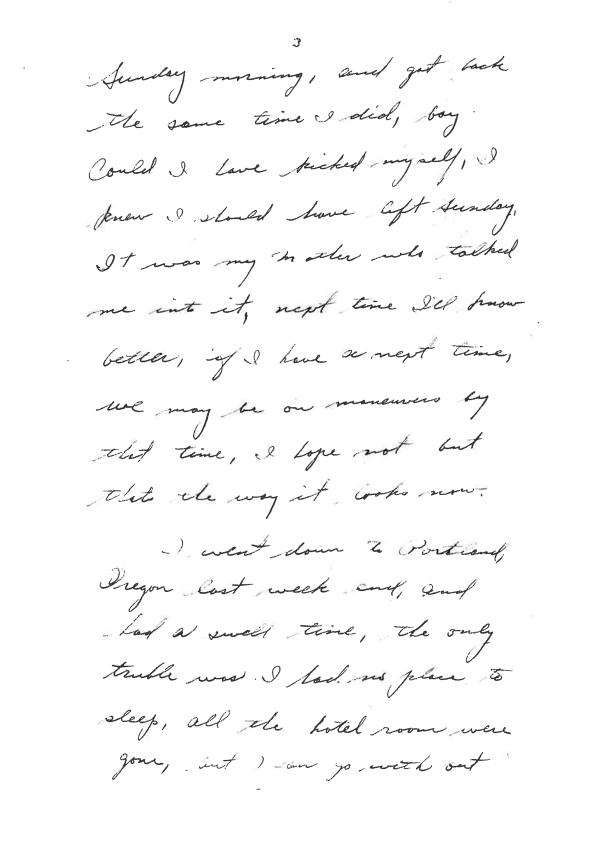 3
Sunday morning, and got back
the same time I did, boy
Could I have kicked myself, I
knew I should have left Sunday,
It was my Mother who talked
me into it, next time I'll know
better, if I have a next time,
we may be on maneuvers by
that time, I hope not but
thats the way it looks now.
I went down to Portland,
Oregon last week end, and
had a swell time, the only
truble was I had no place to
sleep, all the hotel room were
gone, but I can go with out